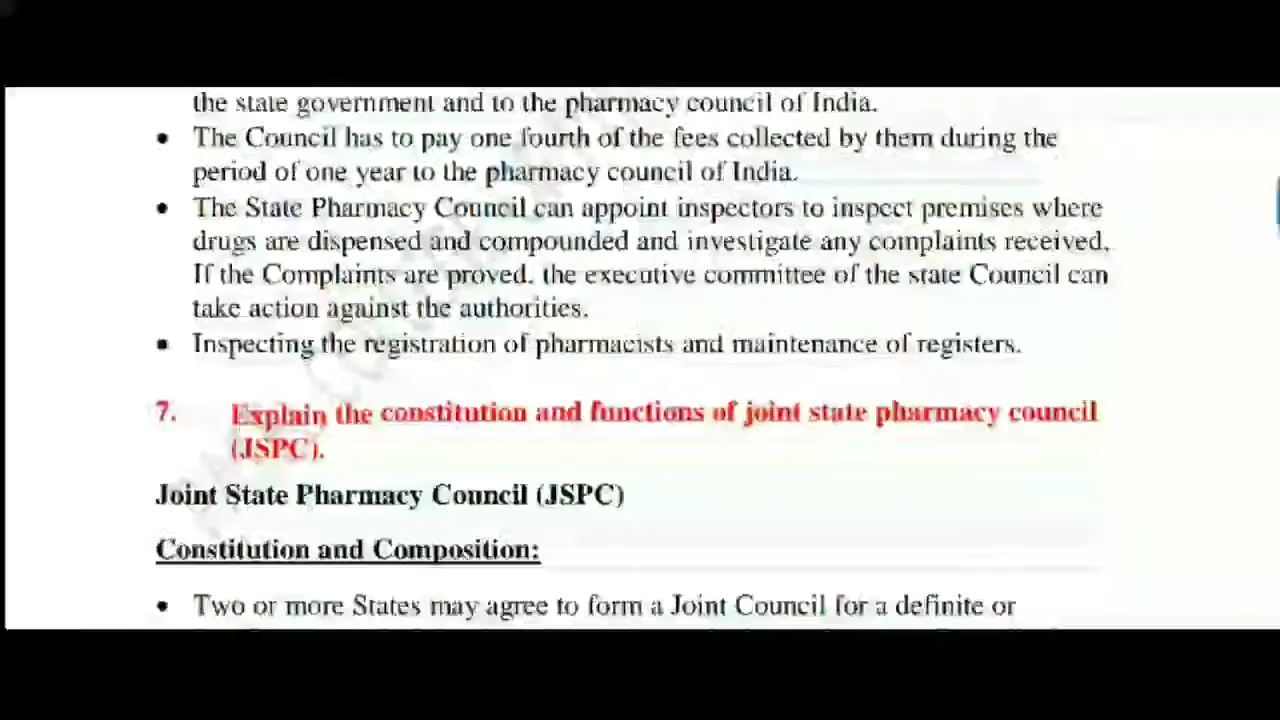 the state government and to the pharmacy council of India.
• The Council has to pay one fourth of the fees collected by them during the
period of one year to the pharmacy council of India.
• The State Pharmacy Council can appoint inspectors to inspect premises where
drugs are dispensed and compounded and investigate any complaints received,
If the Complaints are proved, the executive committee of the state Council can
take action against the authorities.
• Inspecting the registration of pharmacists and maintenance of registers.
7. Explain the constitution and functions of joint state pharmacy council
(JSPC).
Joint State Pharmacy Council (JSPC)
Constitution and Composition:
• Two or more States may agree to form a Joint Council for a definite or